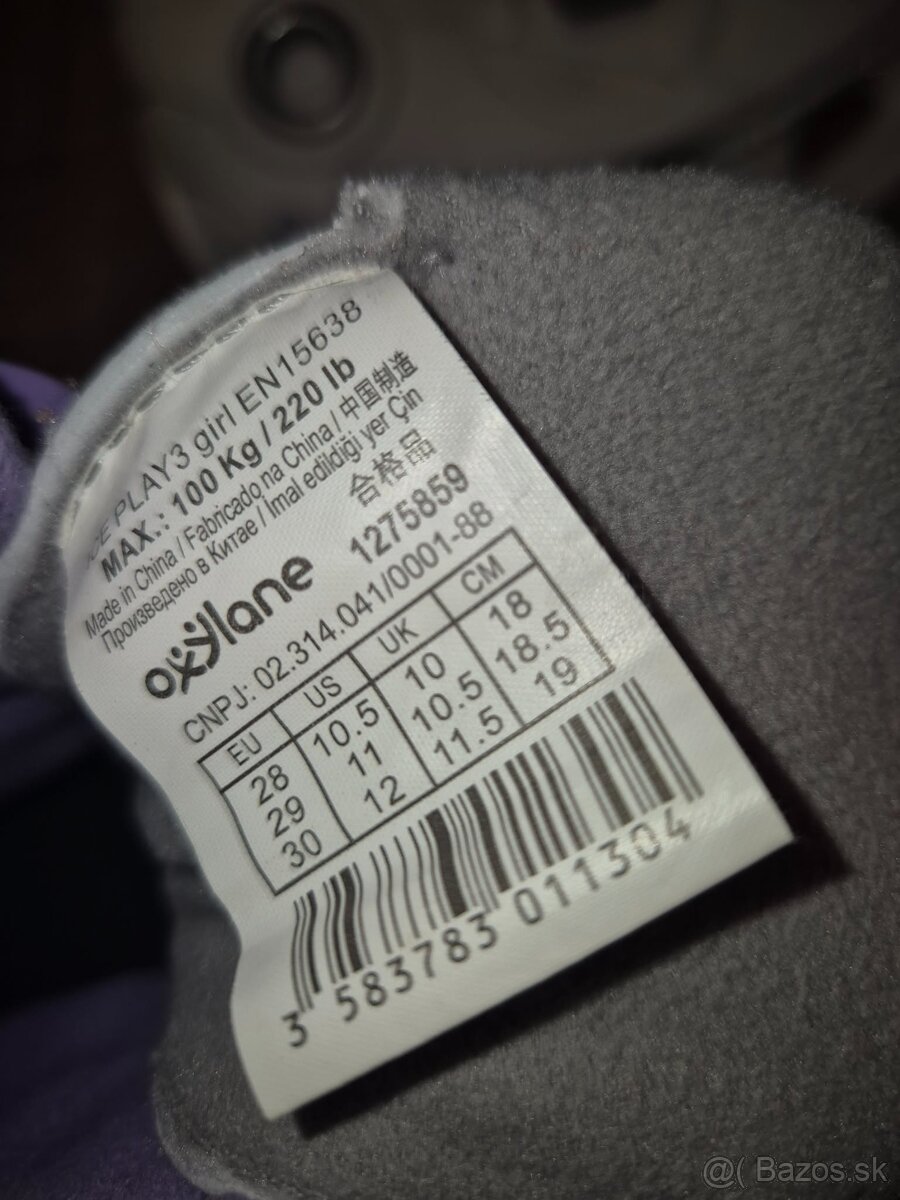 PLAY3 girl EN15638
MAX.: 100 Kg / 220 lb
Made in China / Fabricado na China / 中国制造
Произведено в Китае / Imal edildiği yer Çin
合格品
oxylane 1275859
CNPJ: 02.314.041/0001-88
EU US UK CM
28 10.5 10 18
29 11 10.5 18.5
30 12 11.5 19
3 583783 011304
@( Bazos.sk